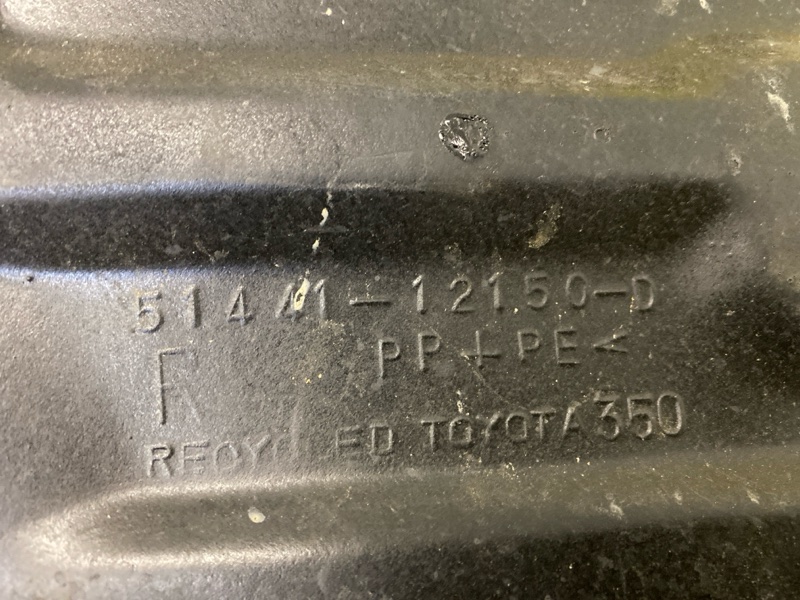 51441-12150-D
F
PP+PE<
RECYCLED TOYOTA 350